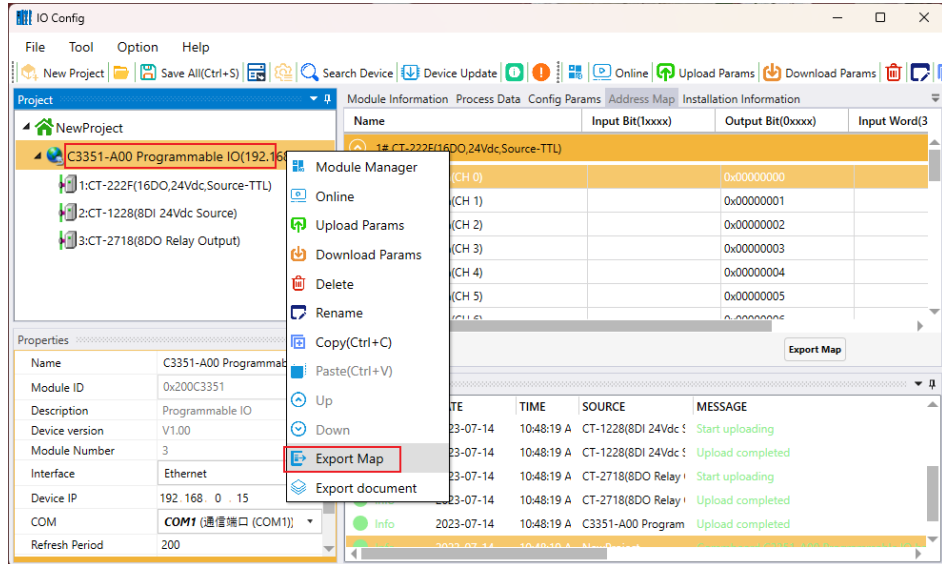 IO Config
File Tool Option Help
New Project Save All(Ctrl+S) Search Device Device Update Online Upload Params Download Params
Project
Module Information Process Data Config Params Address Map Installation Information
NewProject
Name Input Bit(1xxxx) Output Bit(0xxxx) Input Word(3
C3351-A00 Programmable IO(192.168
1# CT-222F(16DO,24Vdc,Source-TTL)
1:CT-222F(16DO,24Vdc,Source-TTL)
2:CT-1228(8DI 24Vdc Source)
3:CT-2718(8DO Relay Output)
(CH 0) 0x00000000
(CH 1) 0x00000001
(CH 2) 0x00000002
(CH 3) 0x00000003
(CH 4) 0x00000004
(CH 5) 0x00000005
Export Map
Module Manager
Online
Upload Params
Download Params
Delete
Rename
Copy(Ctrl+C)
Paste(Ctrl+V)
Up
Down
Export Map
Export document
Properties
Name C3351-A00 Programmab
Module ID 0x200C3351
Description Programmable IO
Device version V1.00
Module Number 3
Interface Ethernet
Device IP 192.168. 0 . 15
COM COM1 (通信端口 (COM1))
Refresh Period 200
TIME SOURCE MESSAGE
23-07-14 10:48:19 A CT-1228(8DI 24Vdc S Start uploading
23-07-14 10:48:19 A CT-1228(8DI 24Vdc S Upload completed
23-07-14 10:48:19 A CT-2718(8DO Relay Start uploading
2023-07-14 10:48:19 A CT-2718(8DO Relay Upload completed
Info 2023-07-14 10:48:19 A C3351-A00 Program Upload completed